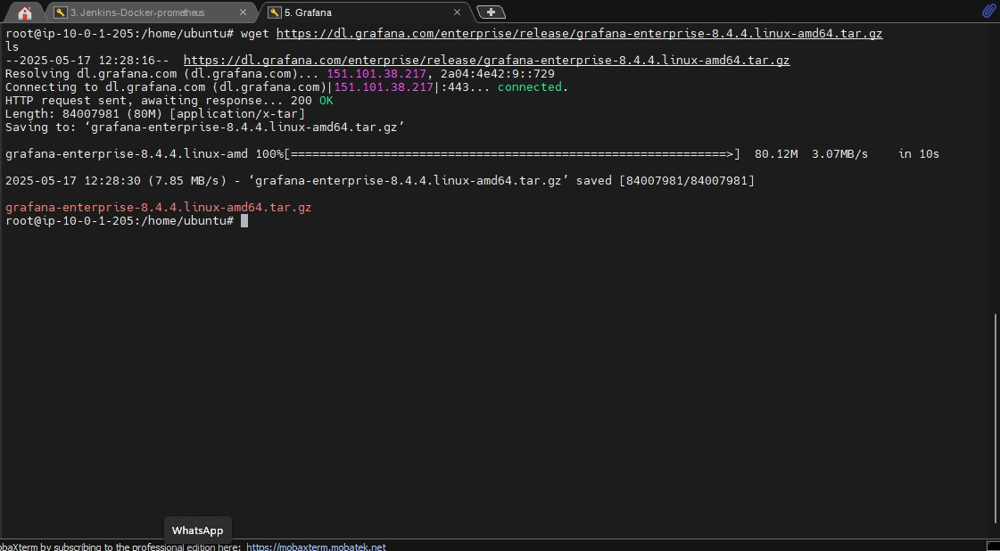 3. Jenkins-Docker-prometheus
5. Grafana
root@ip-10-0-1-205:/home/ubuntu# wget https://dl.grafana.com/enterprise/release/grafana-enterprise-8.4.4.linux-amd64.tar.gz
ls
--2025-05-17 12:28:16--  https://dl.grafana.com/enterprise/release/grafana-enterprise-8.4.4.linux-amd64.tar.gz
Resolving dl.grafana.com (dl.grafana.com)... 151.101.38.217, 2a04:4e42:9::729
Connecting to dl.grafana.com (dl.grafana.com)|151.101.38.217|:443... connected.
HTTP request sent, awaiting response... 200 OK
Length: 84007981 (80M) [application/x-tar]
Saving to: ‘grafana-enterprise-8.4.4.linux-amd64.tar.gz’
grafana-enterprise-8.4.4.linux-amd 100%[=============================================================>]  80.12M  3.07MB/s    in 10s
2025-05-17 12:28:30 (7.85 MB/s) - ‘grafana-enterprise-8.4.4.linux-amd64.tar.gz’ saved [84007981/84007981]
grafana-enterprise-8.4.4.linux-amd64.tar.gz
root@ip-10-0-1-205:/home/ubuntu#
WhatsApp
obaXterm by subscribing to the professional edition here: https://mobaxterm.mobatek.net